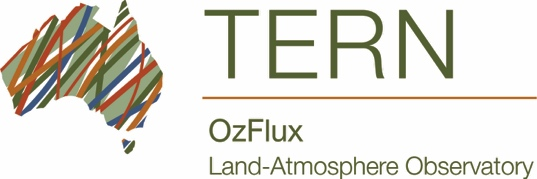 TERN
OzFlux
Land-Atmosphere Observatory